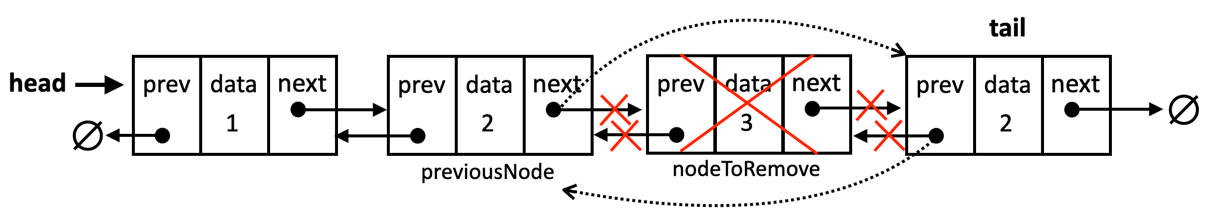 tail
head
prev data next
1
prev data next
2
prev data next
3
prev data next
2
∅
∅
previousNode
nodeToRemove